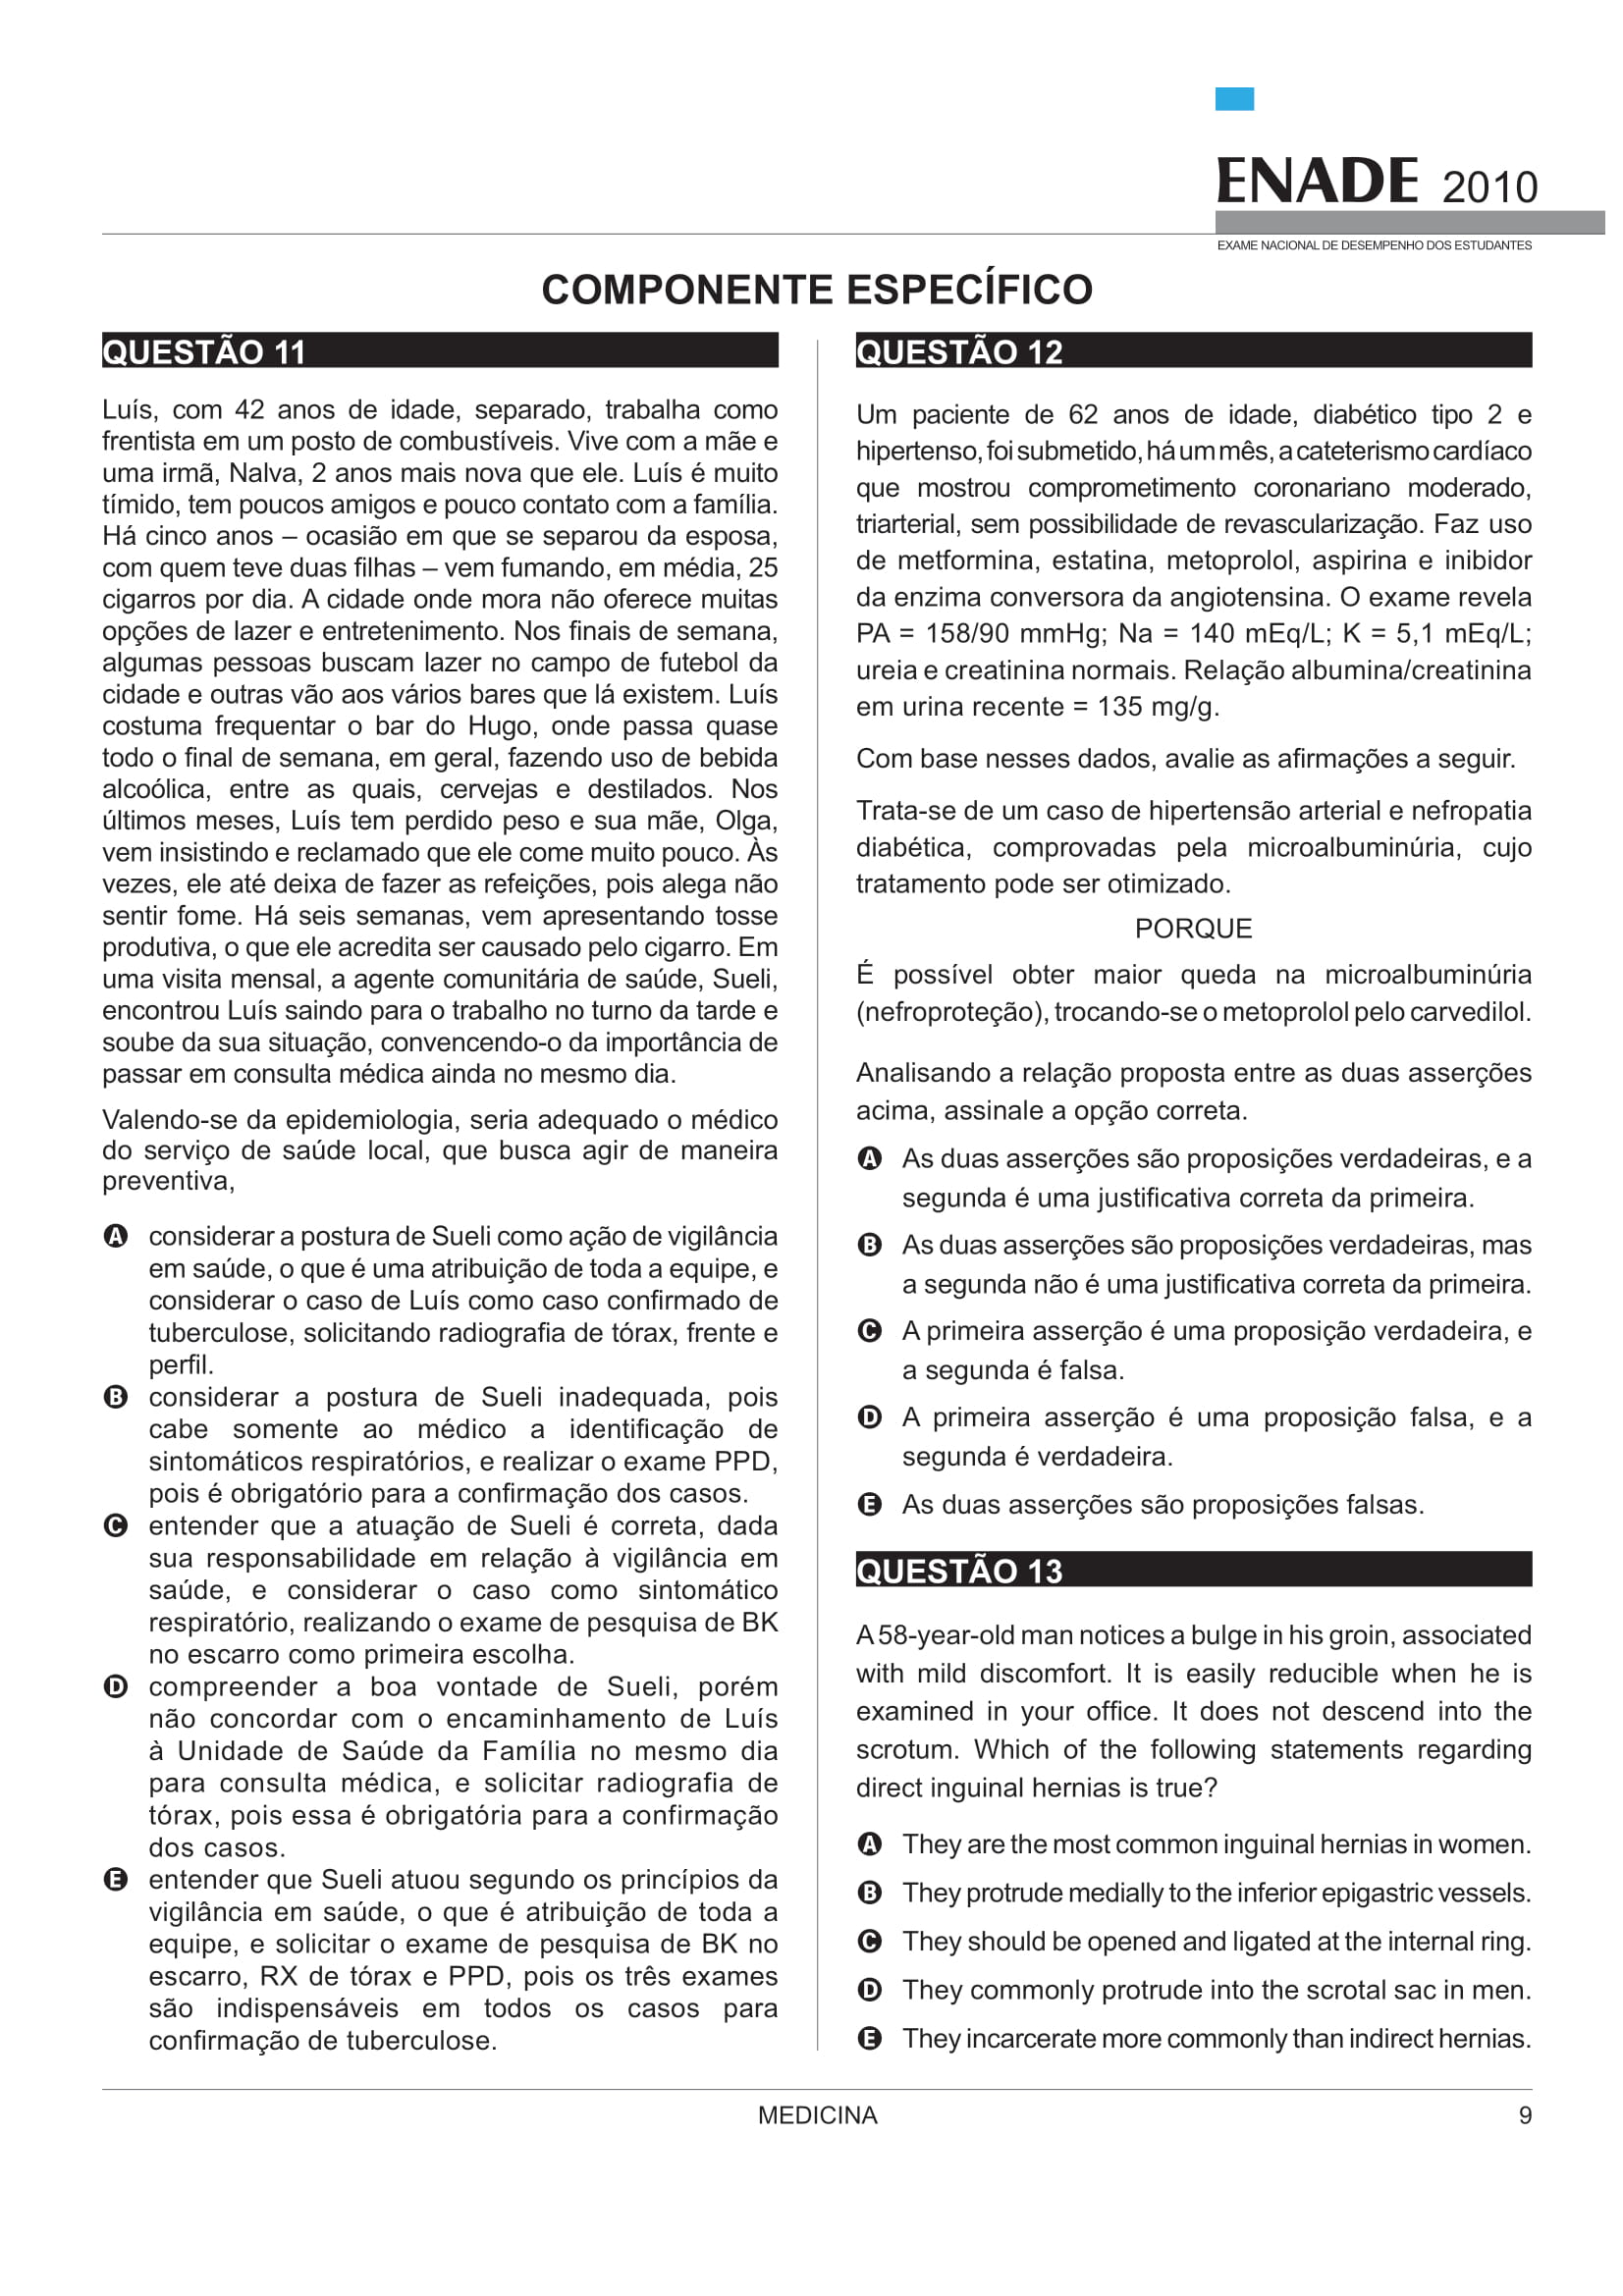 ENADE 2010
EXAME NACIONAL DE DESEMPENHO DOS ESTUDANTES
COMPONENTE ESPECÍFICO
QUESTÃO 11
Luís, com 42 anos de idade, separado, trabalha como
frentista em um posto de combustíveis. Vive com a mãe e
uma irmã, Nalva, 2 anos mais nova que ele. Luís é muito
tímido, tem poucos amigos e pouco contato com a família.
Há cinco anos – ocasião em que se separou da esposa,
com quem teve duas filhas – vem fumando, em média, 25
cigarros por dia. A cidade onde mora não oferece muitas
opções de lazer e entretenimento. Nos finais de semana,
algumas pessoas buscam lazer no campo de futebol da
cidade e outras vão aos vários bares que lá existem. Luís
costuma frequentar o bar do Hugo, onde passa quase
todo o final de semana, em geral, fazendo uso de bebida
alcoólica, entre as quais, cervejas e destilados. Nos
últimos meses, Luís tem perdido peso e sua mãe, Olga,
vem insistindo e reclamado que ele come muito pouco. Às
vezes, ele até deixa de fazer as refeições, pois alega não
sentir fome. Há seis semanas, vem apresentando tosse
produtiva, o que ele acredita ser causado pelo cigarro. Em
uma visita mensal, a agente comunitária de saúde, Sueli,
encontrou Luís saindo para o trabalho no turno da tarde e
soube da sua situação, convencendo-o da importância de
passar em consulta médica ainda no mesmo dia.
Valendo-se da epidemiologia, seria adequado o médico
do serviço de saúde local, que busca agir de maneira
preventiva,
A considerar a postura de Sueli como ação de vigilância
em saúde, o que é uma atribuição de toda a equipe, e
considerar o caso de Luís como caso confirmado de
tuberculose, solicitando radiografia de tórax, frente e
perfil.
B considerar a postura de Sueli inadequada, pois
cabe somente ao médico a identificação de
sintomáticos respiratórios, e realizar o exame PPD,
pois é obrigatório para a confirmação dos casos.
C entender que a atuação de Sueli é correta, dada
sua responsabilidade em relação à vigilância em
saúde, e considerar o caso como sintomático
respiratório, realizando o exame de pesquisa de BK
no escarro como primeira escolha.
D compreender a boa vontade de Sueli, porém
não concordar com o encaminhamento de Luís
à Unidade de Saúde da Família no mesmo dia
para consulta médica, e solicitar radiografia de
tórax, pois essa é obrigatória para a confirmação
dos casos.
E entender que Sueli atuou segundo os princípios da
vigilância em saúde, o que é atribuição de toda a
equipe, e solicitar o exame de pesquisa de BK no
escarro, RX de tórax e PPD, pois os três exames
são indispensáveis em todos os casos para
confirmação de tuberculose.
QUESTÃO 12
Um paciente de 62 anos de idade, diabético tipo 2 e
hipertenso, foi submetido, há um mês, a cateterismo cardíaco
que mostrou comprometimento coronariano moderado,
triarterial, sem possibilidade de revascularização. Faz uso
de metformina, estatina, metoprolol, aspirina e inibidor
da enzima conversora da angiotensina. O exame revela
PA = 158/90 mmHg; Na = 140 mEq/L; K = 5,1 mEq/L;
ureia e creatinina normais. Relação albumina/creatinina
em urina recente = 135 mg/g.
Com base nesses dados, avalie as afirmações a seguir.
Trata-se de um caso de hipertensão arterial e nefropatia
diabética, comprovadas pela microalbuminúria, cujo
tratamento pode ser otimizado.
PORQUE
É possível obter maior queda na microalbuminúria
(nefroproteção), trocando-se o metoprolol pelo carvedilol.
Analisando a relação proposta entre as duas asserções
acima, assinale a opção correta.
A As duas asserções são proposições verdadeiras, e a
segunda é uma justificativa correta da primeira.
B As duas asserções são proposições verdadeiras, mas
a segunda não é uma justificativa correta da primeira.
C A primeira asserção é uma proposição verdadeira, e
a segunda é falsa.
D A primeira asserção é uma proposição falsa, e a
segunda é verdadeira.
E As duas asserções são proposições falsas.
QUESTÃO 13
A 58-year-old man notices a bulge in his groin, associated
with mild discomfort. It is easily reducible when he is
examined in your office. It does not descend into the
scrotum. Which of the following statements regarding
direct inguinal hernias is true?
A They are the most common inguinal hernias in women.
B They protrude medially to the inferior epigastric vessels.
C They should be opened and ligated at the internal ring.
D They commonly protrude into the scrotal sac in men.
E They incarcerate more commonly than indirect hernias.
MEDICINA
9